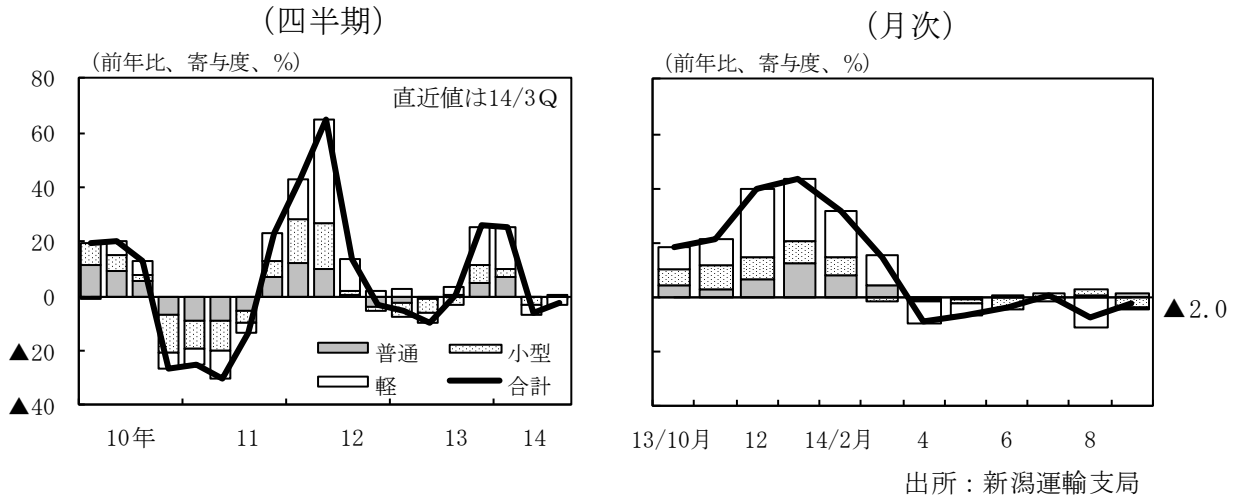 (四半期)
(前年比、寄与度、%)
80
60
40
20
0
▲20
▲40
直近値は14/3Q
普通
小型
軽
合計
10年
11
12
13
14
(月次)
(前年比、寄与度、%)
▲2.0
13/10月
12
14/2月
4
6
8
出所：新潟運輸支局